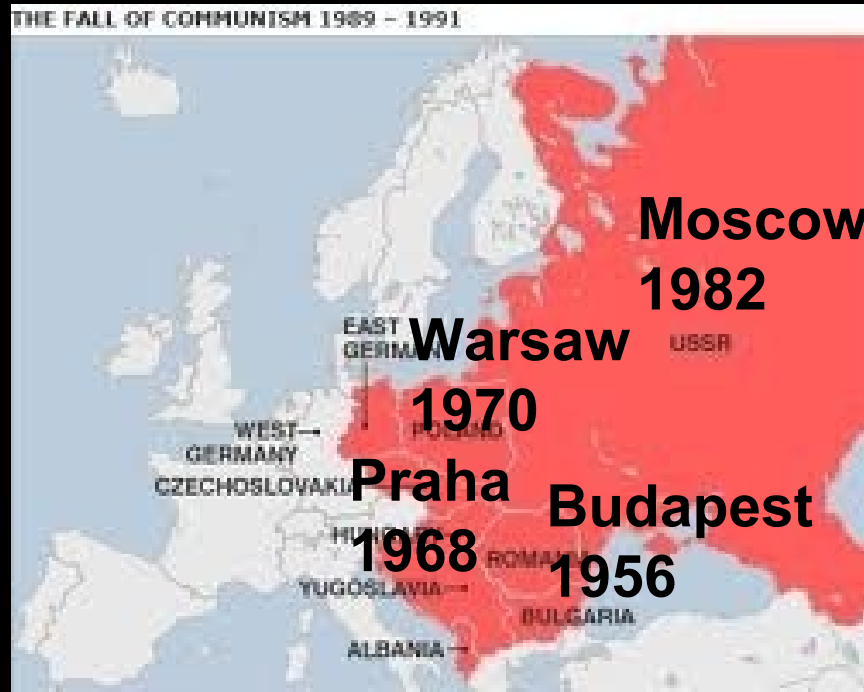 THE FALL OF COMMUNISM 1989 - 1991
Moscow
1982
USSR
EAST
GERMANY
Warsaw
1970
POLAND
WEST
GERMANY
CZECHOSLOVAKIA
Praha
1968
HUNGARY
Budapest
1956
ROMANIA
YUGOSLAVIA
BULGARIA
ALBANIA